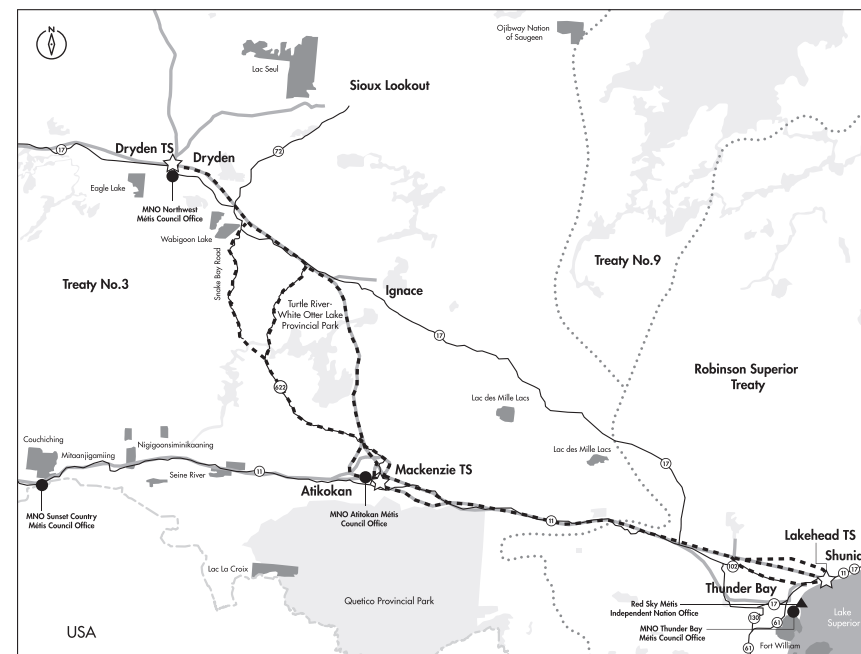 N
Ojibway Nation
of Saugeen
Lac Seul
Sioux Lookout
17
Dryden TS
Dryden
72
Eagle Lake
MNO Northwest
Métis Council Office
Wabigoon Lake
Snake Bay Road
Treaty No.3
Treaty No.9
Ignace
Turtle River-
White Otter Lake
Provincial Park
17
Robinson Superior
Treaty
622
Lac des Mille Lacs
Couchiching
Mitaanjigamiing
Nigigoonsiminikaaning
Lac des Mille Lacs
17
Seine River
11
Mackenzie TS
Atikokan
MNO Sunset Country
Métis Council Office
MNO Atitokan Métis
Council Office
11
Lakehead TS
Shunia
Lac La Croix
102
11
17
Thunder Bay
Quetico Provincial Park
Red Sky Métis
Independent Nation Office
17
Lake
Superior
130
61
MNO Thunder Bay
Métis Council Office
USA
61
Fort William